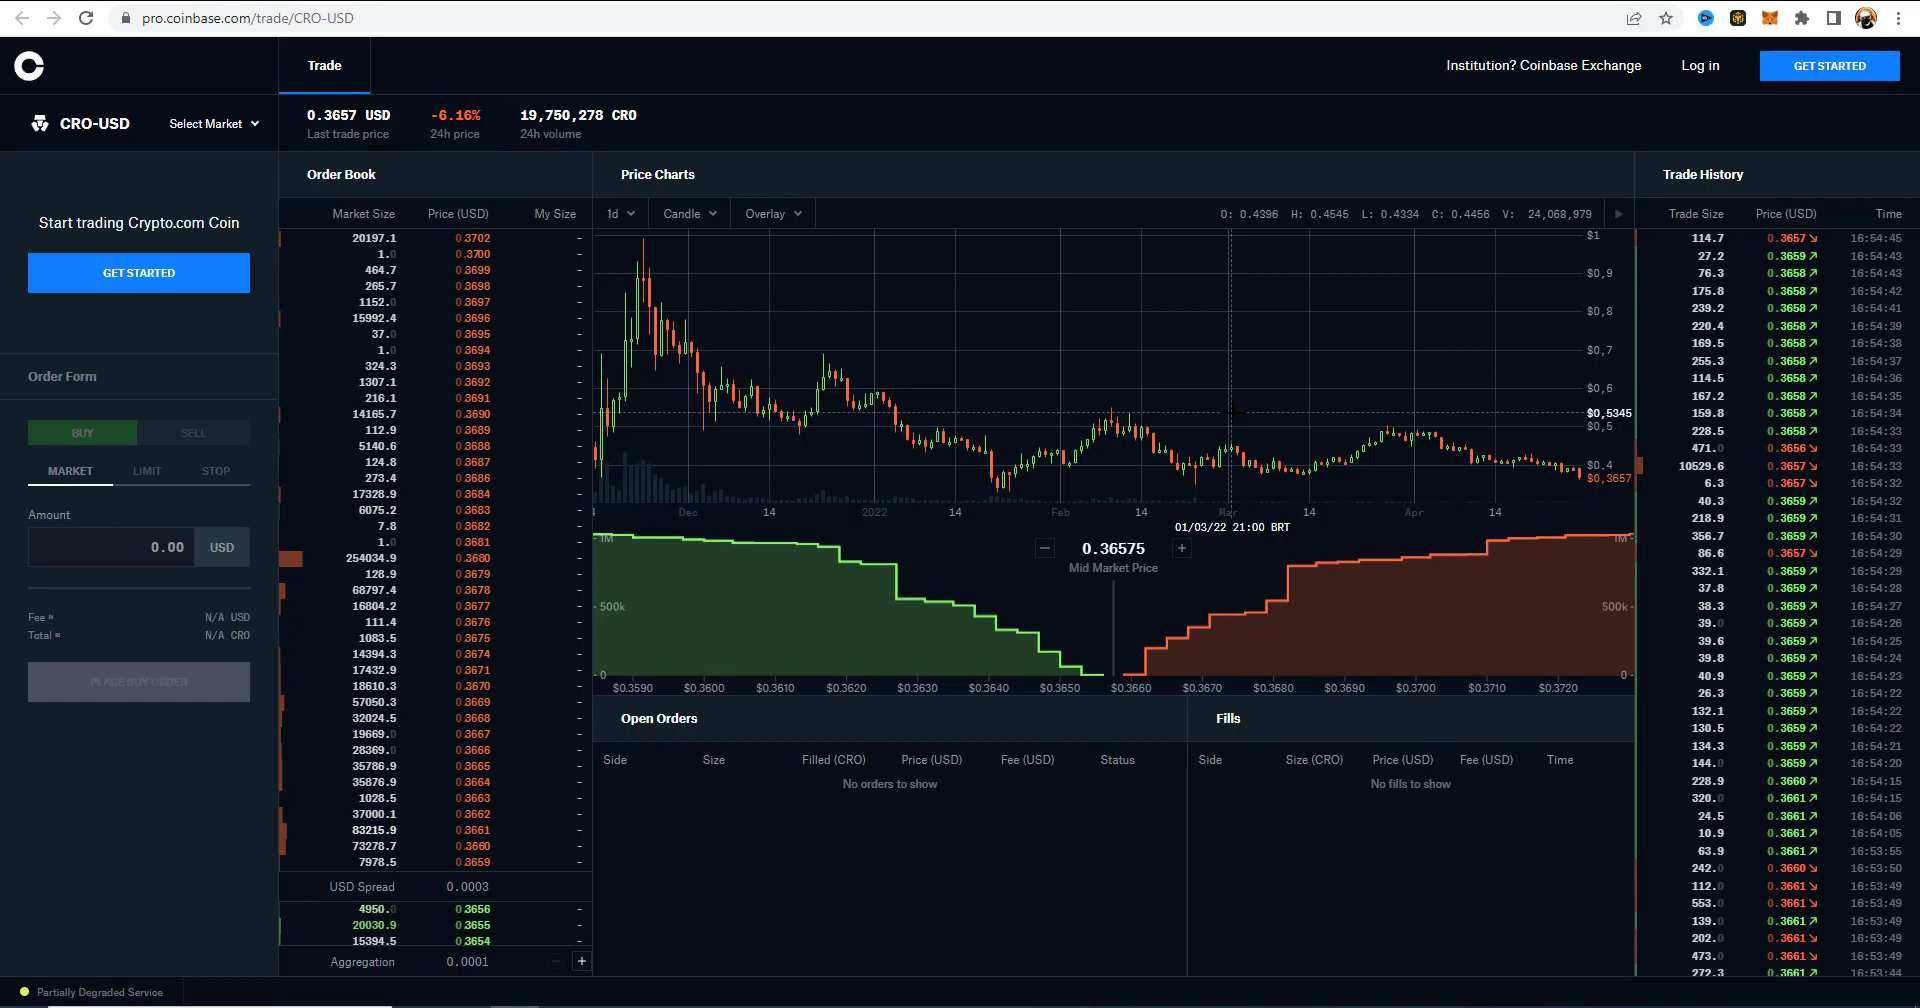 pro.coinbase.com/trade/CRO-USD
Trade
Institution? Coinbase Exchange
Log in
GET STARTED
CRO-USD
Select Market
0.3657 USD
Last trade price
-6.16%
24h price
19,750,278 CRO
24h volume
Start trading Crypto.com Coin
GET STARTED
Order Form
BUY
SELL
MARKET
LIMIT
STOP
Amount
0.00
USD
Fee ≈ N/A USD
Total ≈ N/A CRO
PLACE BUY ORDER
Order Book
Market Size Price (USD) My Size
20197.1 0.3702 -
1.0 0.3700 -
464.7 0.3699 -
265.7 0.3698 -
1152.0 0.3697 -
15992.4 0.3696 -
37.0 0.3695 -
1.0 0.3694 -
324.3 0.3693 -
1307.1 0.3692 -
216.1 0.3691 -
14165.7 0.3690 -
112.9 0.3689 -
5140.6 0.3688 -
124.8 0.3687 -
273.4 0.3686 -
17328.9 0.3684 -
6075.2 0.3683 -
7.8 0.3682 -
1.0 0.3681 -
254034.9 0.3680 -
128.9 0.3679 -
68797.4 0.3678 -
16804.2 0.3677 -
111.4 0.3676 -
1083.5 0.3675 -
14394.3 0.3674 -
17432.9 0.3671 -
18610.3 0.3670 -
57050.3 0.3669 -
32024.5 0.3668 -
19669.0 0.3667 -
28369.0 0.3666 -
35786.9 0.3665 -
35876.9 0.3664 -
1028.5 0.3663 -
37000.1 0.3662 -
83215.9 0.3661 -
73278.7 0.3660 -
7978.5 0.3659 -
USD Spread 0.0003
4950.0 0.3656 -
20030.9 0.3655 -
15394.5 0.3654 -
Aggregation 0.0001 - +
Price Charts
1d
Candle
Overlay
O: 0.4396 H: 0.4545 L: 0.4334 C: 0.4456 V: 24,068,979
$1
$0,9
$0,8
$0,7
$0,6
$0,5345
$0,5
$0,4
$0,3657
4 Dec 14 2022 14 Feb 14 Mar 14 Apr 14
01/03/22 21:00 BRT
- 0.36575 +
Mid Market Price
1M 1M
500k 500k
0 0
$0.3590 $0.3600 $0.3610 $0.3620 $0.3630 $0.3640 $0.3650 $0.3660 $0.3670 $0.3680 $0.3690 $0.3700 $0.3710 $0.3720
Open Orders
Side Size Filled (CRO) Price (USD) Fee (USD) Status
No orders to show
Fills
Side Size (CRO) Price (USD) Fee (USD) Time
No fills to show
Trade History
Trade Size Price (USD) Time
114.7 0.3657↘ 16:54:45
27.2 0.3659↗ 16:54:43
76.3 0.3658↗ 16:54:43
175.8 0.3658↗ 16:54:42
239.2 0.3658↗ 16:54:41
220.4 0.3658↗ 16:54:39
169.5 0.3658↗ 16:54:38
255.3 0.3658↗ 16:54:37
114.5 0.3658↗ 16:54:36
167.2 0.3658↗ 16:54:35
159.8 0.3658↗ 16:54:34
228.5 0.3658↗ 16:54:33
471.0 0.3656↘ 16:54:33
10529.6 0.3657↘ 16:54:33
6.3 0.3657↘ 16:54:32
40.3 0.3659↗ 16:54:32
218.9 0.3659↗ 16:54:31
356.7 0.3659↗ 16:54:30
86.6 0.3657↘ 16:54:29
332.1 0.3659↗ 16:54:29
37.8 0.3659↗ 16:54:28
38.3 0.3659↗ 16:54:27
39.0 0.3659↗ 16:54:26
39.6 0.3659↗ 16:54:25
39.8 0.3659↗ 16:54:24
40.9 0.3659↗ 16:54:23
26.3 0.3659↗ 16:54:22
132.1 0.3659↗ 16:54:22
130.5 0.3659↗ 16:54:22
134.3 0.3659↗ 16:54:21
144.0 0.3659↗ 16:54:20
228.9 0.3660↗ 16:54:15
320.0 0.3661↗ 16:54:15
24.5 0.3661↗ 16:54:06
10.9 0.3661↗ 16:54:05
63.9 0.3661↗ 16:53:55
242.0 0.3660↘ 16:53:50
112.0 0.3661↘ 16:53:49
553.0 0.3661↘ 16:53:49
139.0 0.3661↗ 16:53:49
202.0 0.3661↘ 16:53:49
473.0 0.3661↘ 16:53:49
272.3 0.3661↗ 16:53:44
Partially Degraded Service